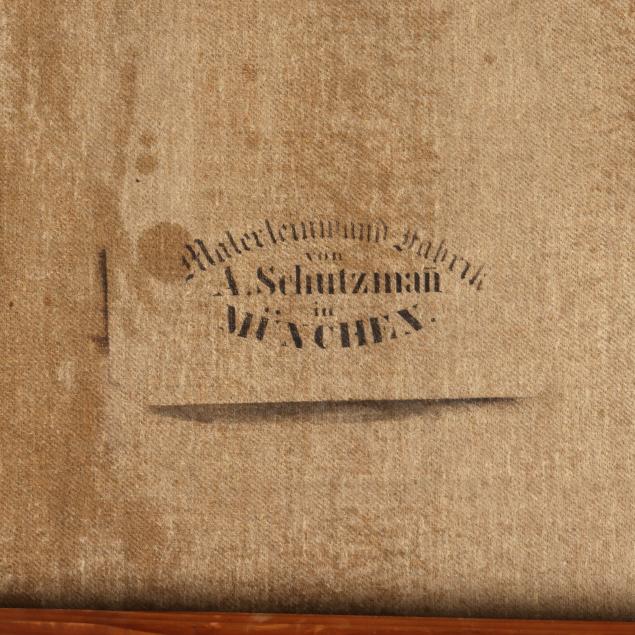 Malerleinwand Fabrik
von
A. Schutzman̄
in
MÜNCHEN.